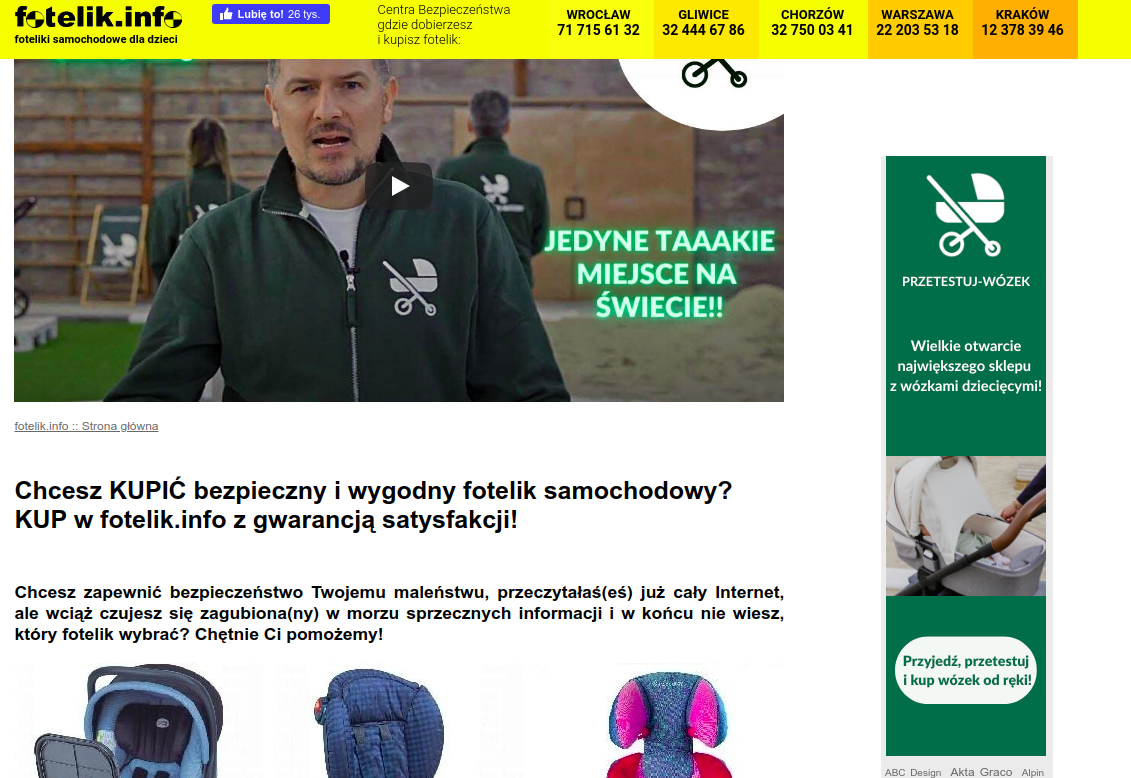 fotelik.info
foteliki samochodowe dla dzieci
Lubię to! 26 tys.
Centra Bezpieczeństwa
gdzie dobierzesz
i kupisz fotelik:
WROCŁAW
71 715 61 32
GLIWICE
32 444 67 86
CHORZÓW
32 750 03 41
WARSZAWA
22 203 53 18
KRAKÓW
12 378 39 46
JEDYNE TAAAKIE
MIEJSCE NA
ŚWIECIE!!
fotelik.info :: Strona główna
Chcesz KUPIĆ bezpieczny i wygodny fotelik samochodowy?
KUP w fotelik.info z gwarancją satysfakcji!
Chcesz zapewnić bezpieczeństwo Twojemu maleństwu, przeczytałaś(eś) już cały Internet,
ale wciąż czujesz się zagubiona(ny) w morzu sprzecznych informacji i w końcu nie wiesz,
który fotelik wybrać? Chętnie Ci pomożemy!
PRZETESTUJ-WÓZEK
Wielkie otwarcie
największego sklepu
z wózkami dziecięcymi!
Przyjedź, przetestuj
i kup wózek od ręki!
ABC Design Akta Graco Alpin